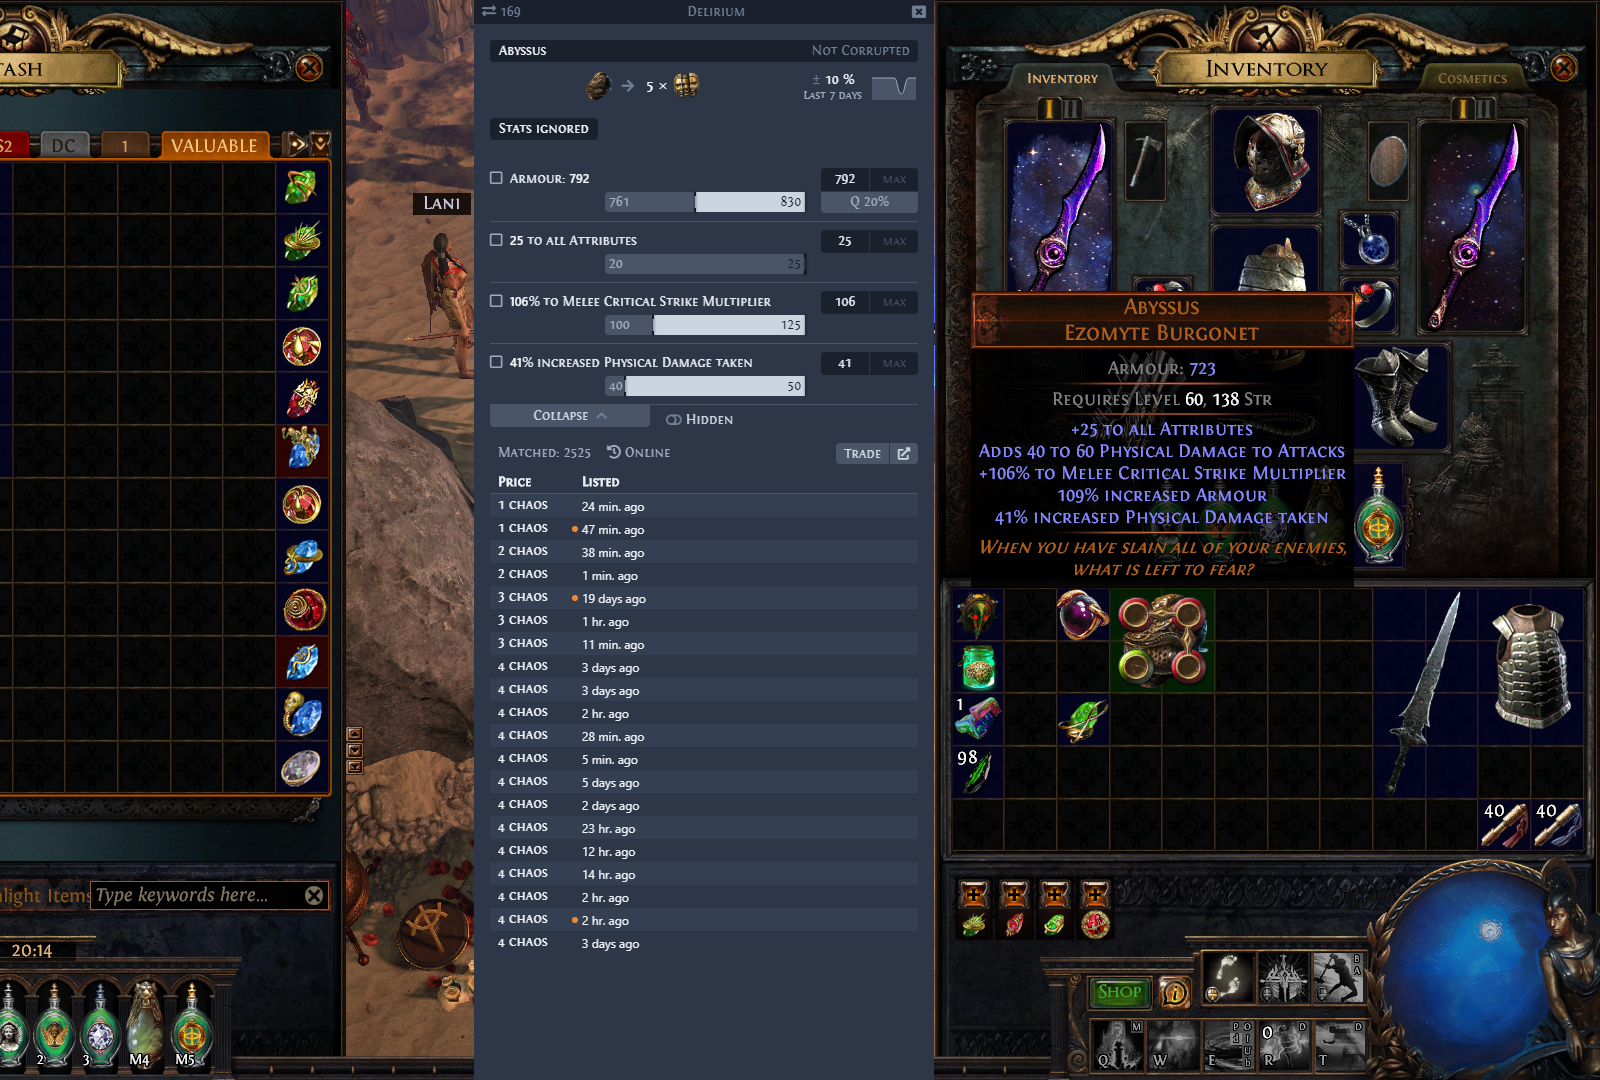 TASH
S2
DC
1
VALUABLE
LANI
Type keywords here...
20:14
2
3
M4
M5
169
DELIRIUM
ABYSSUS
NOT CORRUPTED
5 ×
± 10 %
LAST 7 DAYS
STATS IGNORED
ARMOUR: 792
792 MAX
761 830
Q 20%
25 TO ALL ATTRIBUTES
25 MAX
20 25
106% TO MELEE CRITICAL STRIKE MULTIPLIER
106 MAX
100 125
41% INCREASED PHYSICAL DAMAGE TAKEN
41 MAX
40 50
COLLAPSE
HIDDEN
MATCHED: 2525
ONLINE
TRADE
PRICE LISTED
1 CHAOS 24 min. ago
1 CHAOS 47 min. ago
2 CHAOS 38 min. ago
2 CHAOS 1 min. ago
3 CHAOS 19 days ago
3 CHAOS 1 hr. ago
3 CHAOS 11 min. ago
4 CHAOS 3 days ago
4 CHAOS 3 days ago
4 CHAOS 2 hr. ago
4 CHAOS 28 min. ago
4 CHAOS 5 min. ago
4 CHAOS 5 days ago
4 CHAOS 2 days ago
4 CHAOS 23 hr. ago
4 CHAOS 12 hr. ago
4 CHAOS 14 hr. ago
4 CHAOS 2 hr. ago
4 CHAOS 2 hr. ago
4 CHAOS 3 days ago
INVENTORY
INVENTORY
COSMETICS
I II
I II
ABYSSUS
EZOMYTE BURGONET
ARMOUR: 723
REQUIRES LEVEL 60, 138 STR
+25 TO ALL ATTRIBUTES
ADDS 40 TO 60 PHYSICAL DAMAGE TO ATTACKS
+106% TO MELEE CRITICAL STRIKE MULTIPLIER
109% INCREASED ARMOUR
41% INCREASED PHYSICAL DAMAGE TAKEN
WHEN YOU HAVE SLAIN ALL OF YOUR ENEMIES,
WHAT IS LEFT TO FEAR?
1
98
40
40
SHOP
M
Q
W
E
0
D
R
D
T